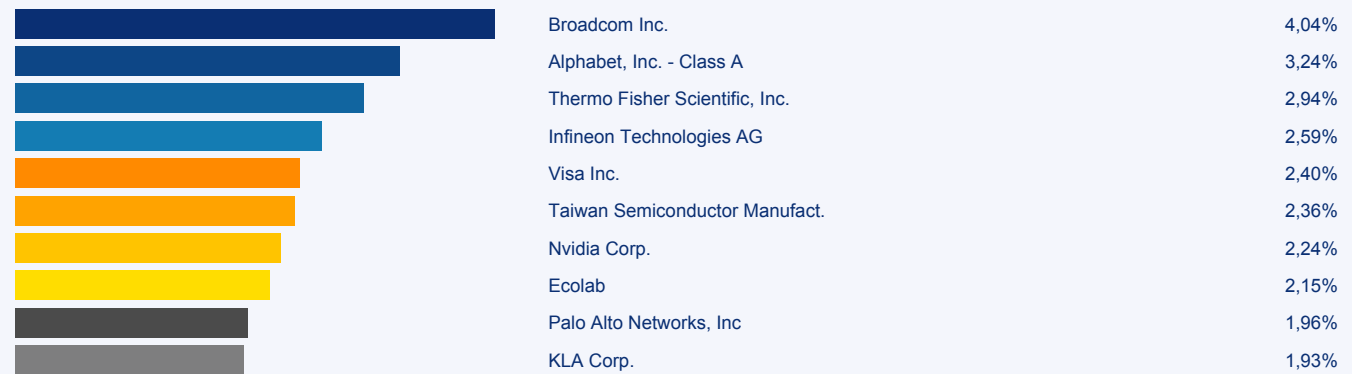 Broadcom Inc. 4,04%
Alphabet, Inc. - Class A 3,24%
Thermo Fisher Scientific, Inc. 2,94%
Infineon Technologies AG 2,59%
Visa Inc. 2,40%
Taiwan Semiconductor Manufact. 2,36%
Nvidia Corp. 2,24%
Ecolab 2,15%
Palo Alto Networks, Inc 1,96%
KLA Corp. 1,93%